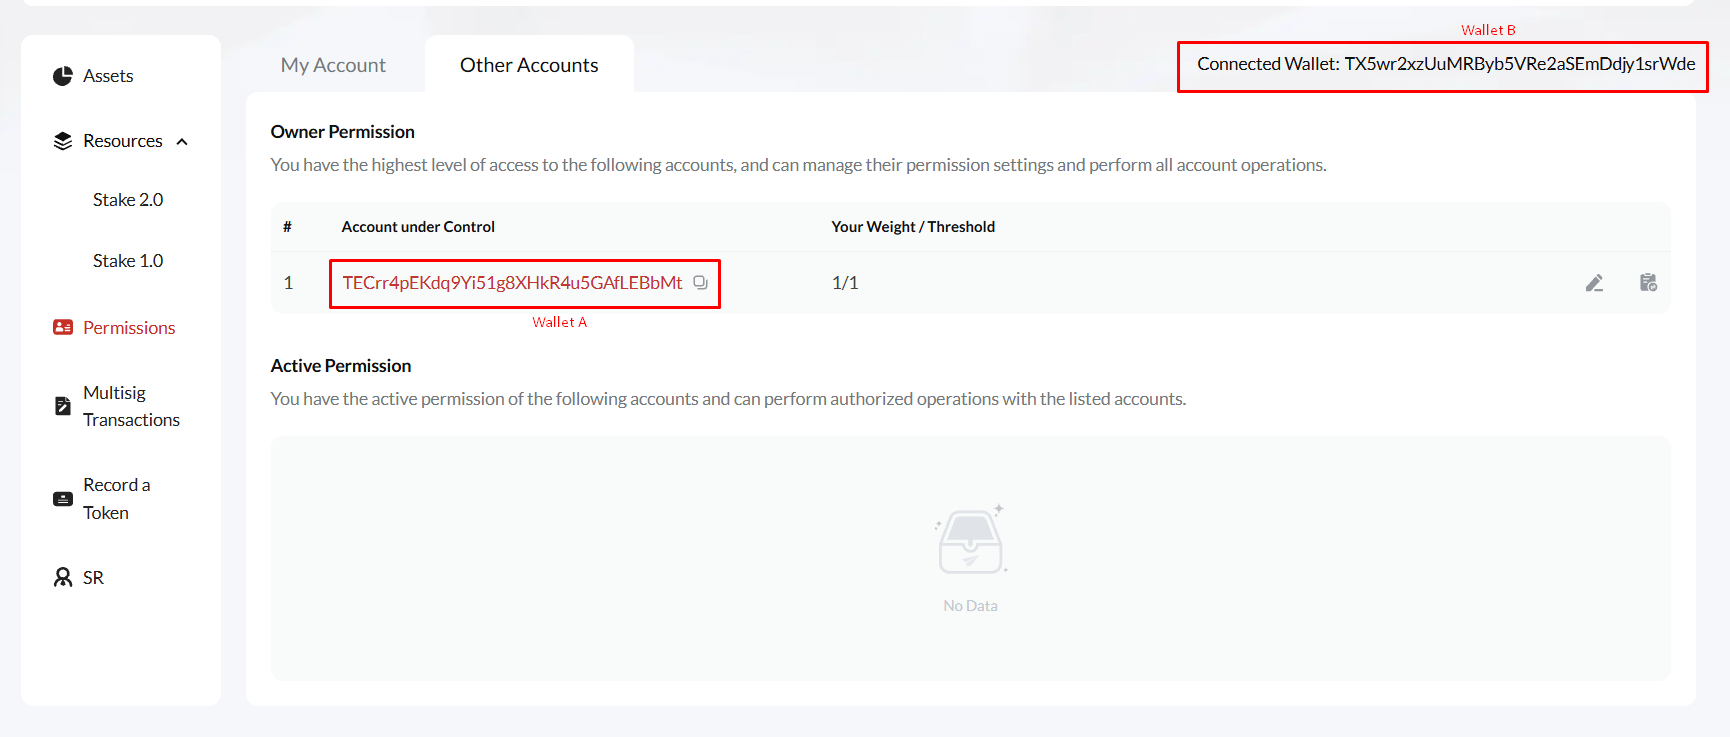 Wallet B
Assets
My Account
Other Accounts
Connected Wallet: TX5wr2xzUuMRByb5VRe2aSEmDdjy1srWde
Resources
Stake 2.0
Stake 1.0
Permissions
Multisig
Transactions
Record a
Token
SR
Owner Permission
You have the highest level of access to the following accounts, and can manage their permission settings and perform all account operations.
# Account under Control Your Weight / Threshold
1 TECrr4pEKdq9Yi51g8XHkR4u5GAfLEBbMt 1/1
Wallet A
Active Permission
You have the active permission of the following accounts and can perform authorized operations with the listed accounts.
No Data